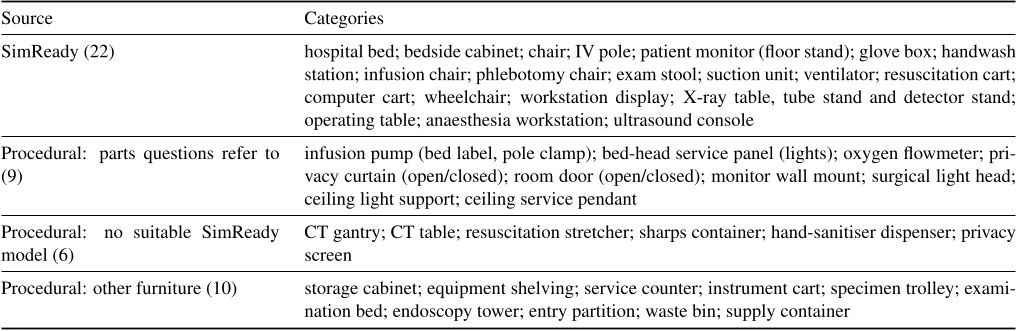 Source Categories
SimReady (22) hospital bed; bedside cabinet; chair; IV pole; patient monitor (floor stand); glove box; handwash
station; infusion chair; phlebotomy chair; exam stool; suction unit; ventilator; resuscitation cart;
computer cart; wheelchair; workstation display; X-ray table, tube stand and detector stand;
operating table; anaesthesia workstation; ultrasound console
Procedural: parts questions refer to infusion pump (bed label, pole clamp); bed-head service panel (lights); oxygen flowmeter; pri-
(9) vacy curtain (open/closed); room door (open/closed); monitor wall mount; surgical light head;
ceiling light support; ceiling service pendant
Procedural: no suitable SimReady CT gantry; CT table; resuscitation stretcher; sharps container; hand-sanitiser dispenser; privacy
model (6) screen
Procedural: other furniture (10) storage cabinet; equipment shelving; service counter; instrument cart; specimen trolley; exami-
nation bed; endoscopy tower; entry partition; waste bin; supply container